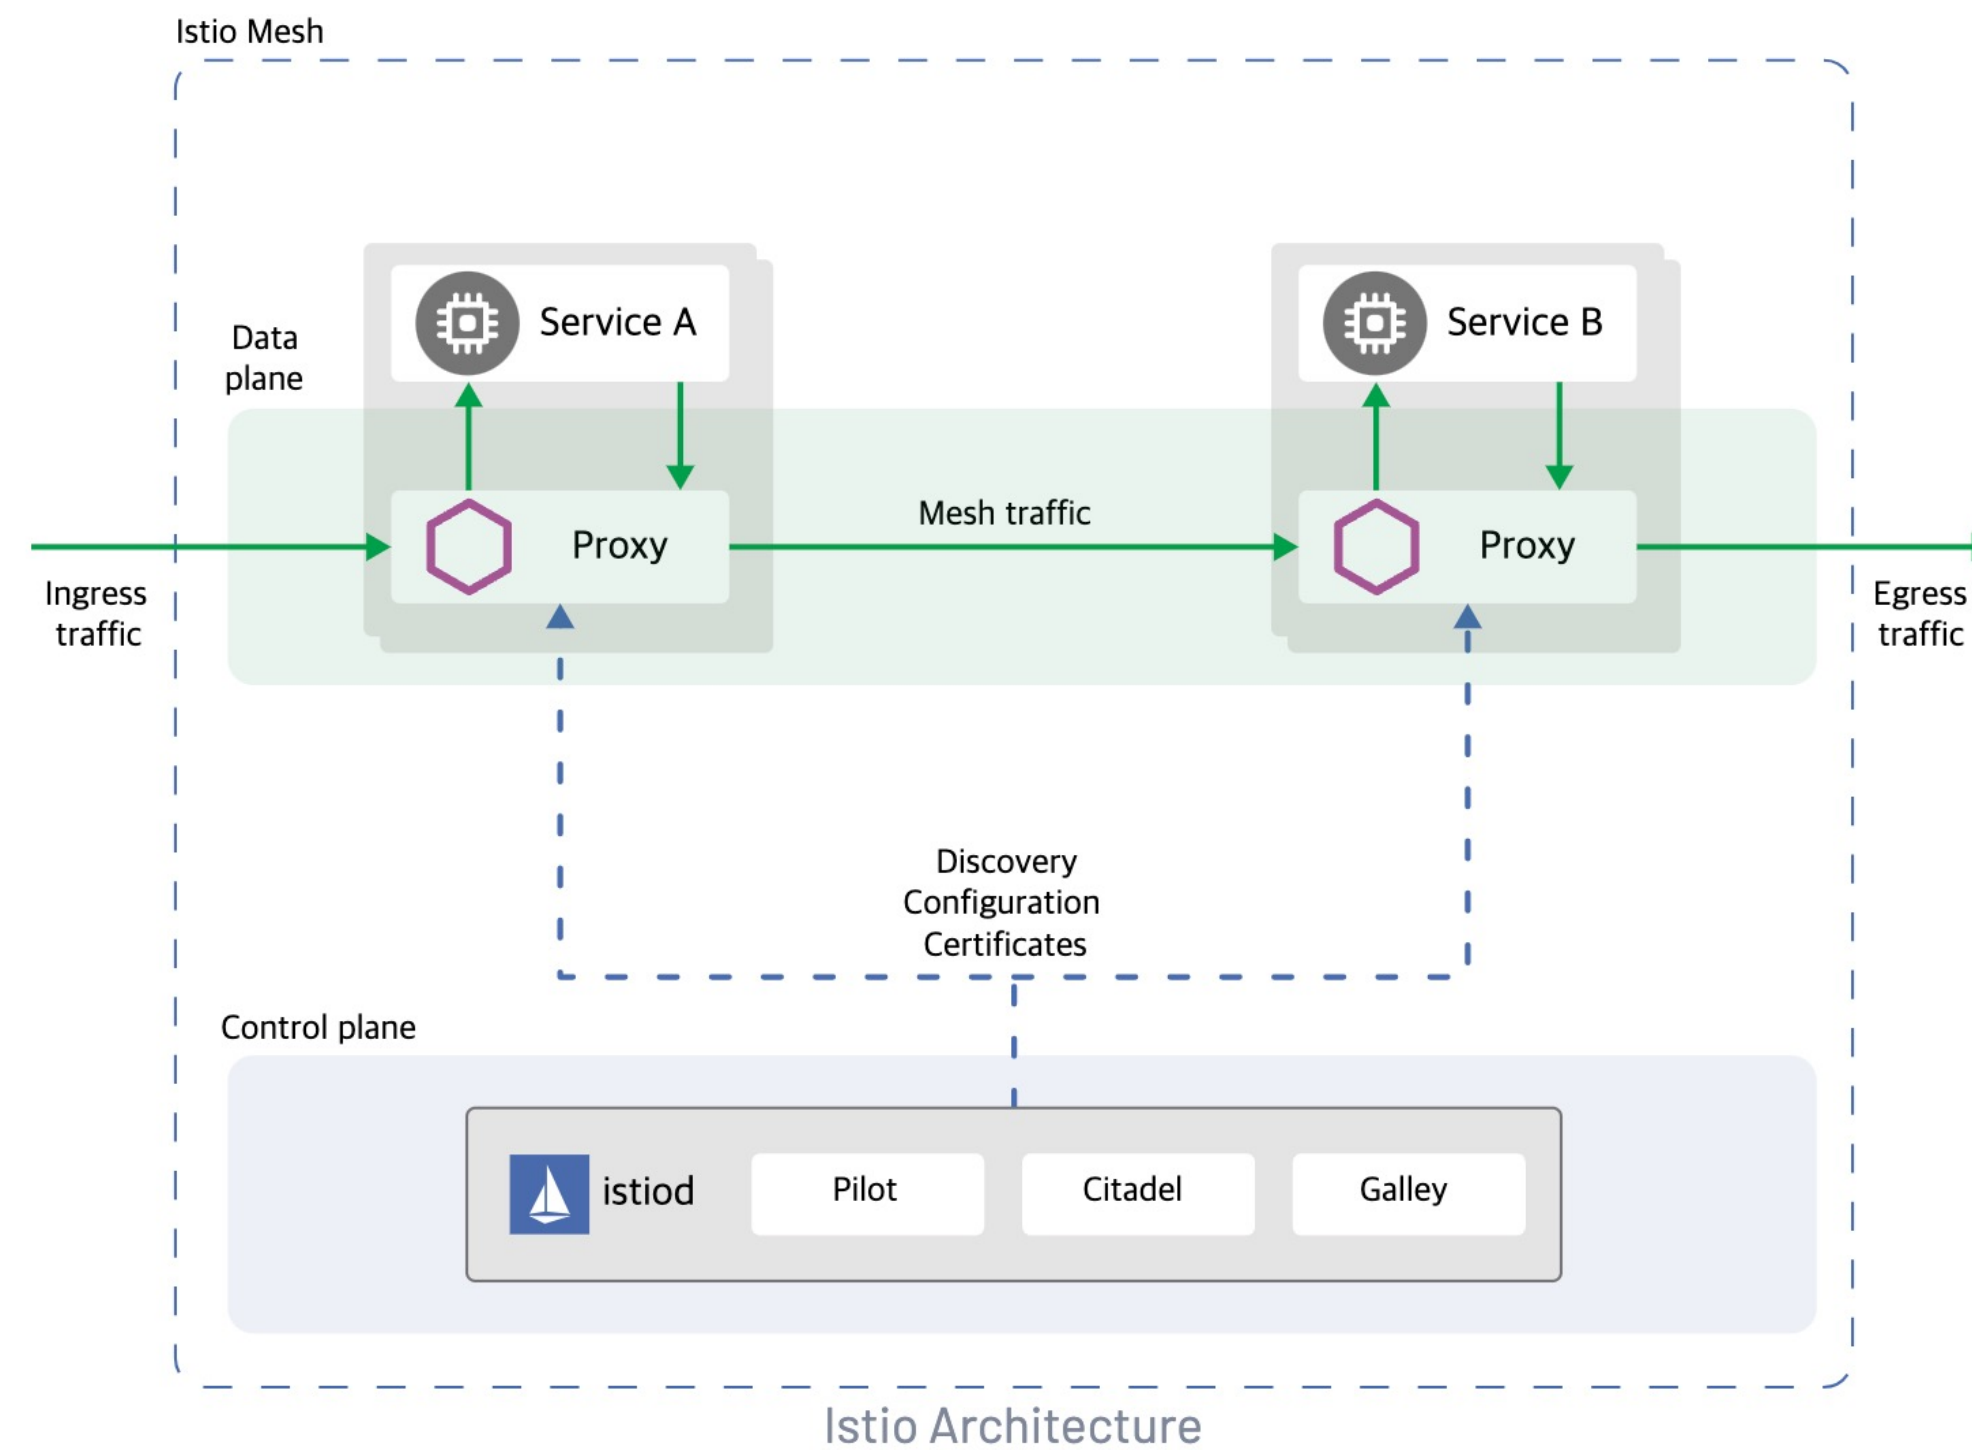 Istio Mesh
Data
plane
Service A
Service B
Proxy
Mesh traffic
Proxy
Ingress
traffic
Egress
traffic
Discovery
Configuration
Certificates
Control plane
istiod
Pilot
Citadel
Galley
Istio Architecture